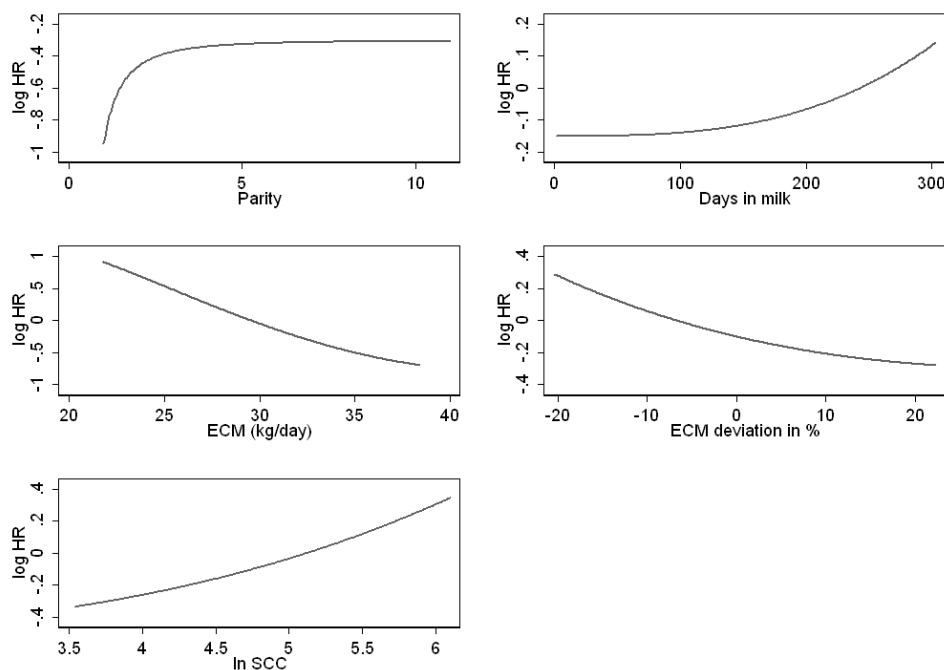 log HR
-1 -.8 -.6 -.4 -.2
0 5 10
Parity
log HR
-.2 -.1 0 .1 .2
0 100 200 300
Days in milk
log HR
-1 -.5 0 .5 1
20 25 30 35 40
ECM (kg/day)
log HR
-.4 -.2 0 .2 .4
-20 -10 0 10 20
ECM deviation in %
log HR
-.4 -.2 0 .2 .4
3.5 4 4.5 5 5.5 6
ln SCC